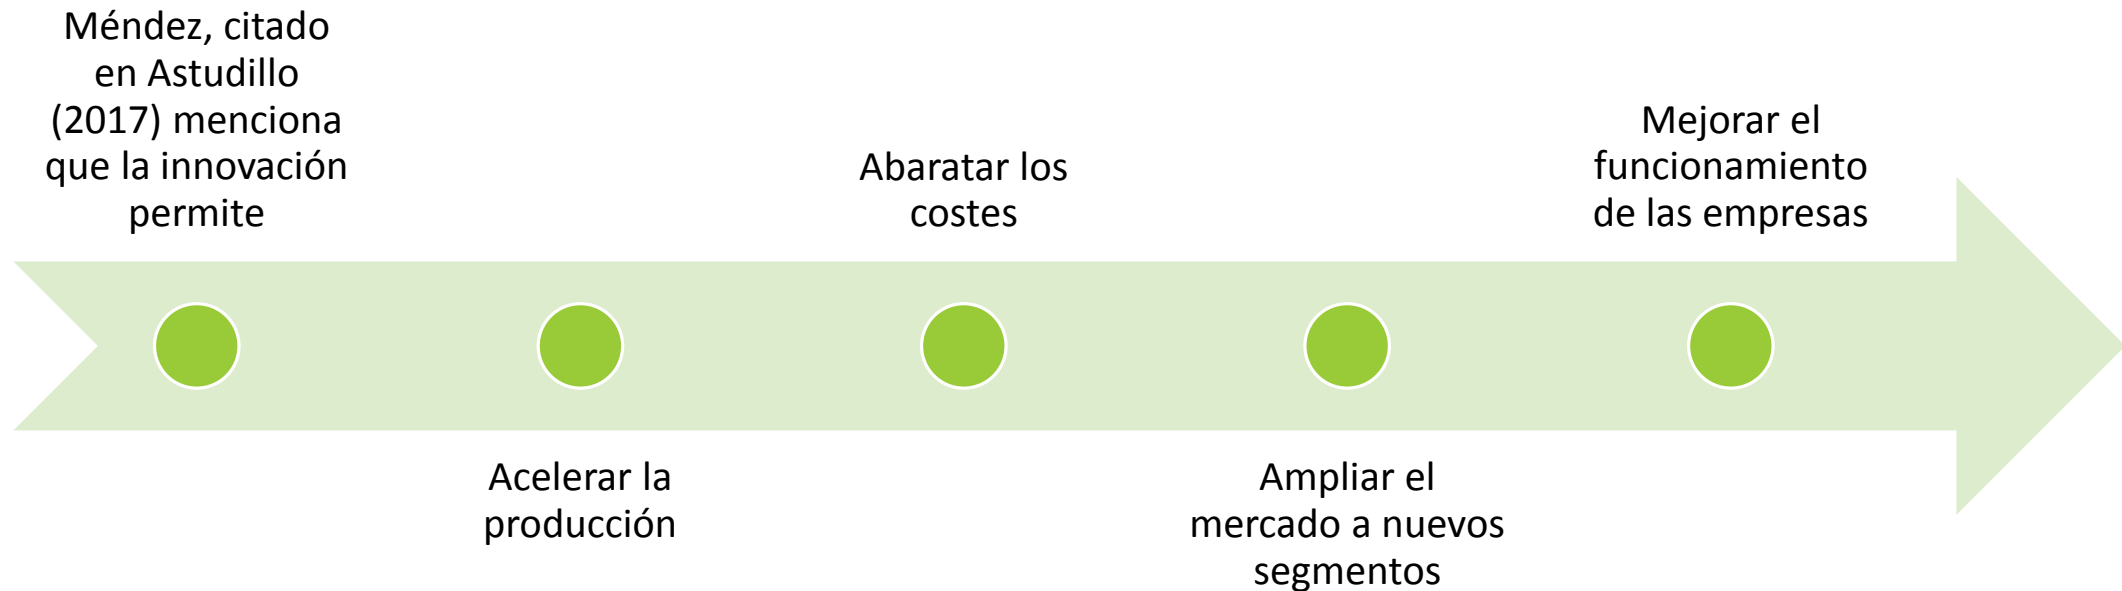 Méndez, citado
en Astudillo
(2017) menciona
que la innovación
permite
Acelerar la
producción
Abaratar los
costes
Ampliar el
mercado a nuevos
segmentos
Mejorar el
funcionamiento
de las empresas